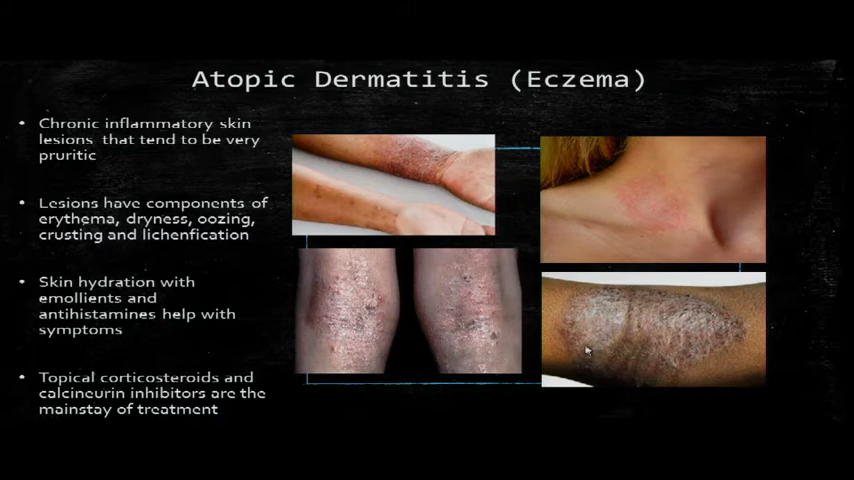 Atopic Dermatitis (Eczema)
• Chronic inflammatory skin
lesions that tend to be very
pruritic
• Lesions have components of
erythema, dryness, oozing,
crusting and lichenfication
• Skin hydration with
emollients and
antihistamines help with
symptoms
• Topical corticosteroids and
calcineurin inhibitors are the
mainstay of treatment